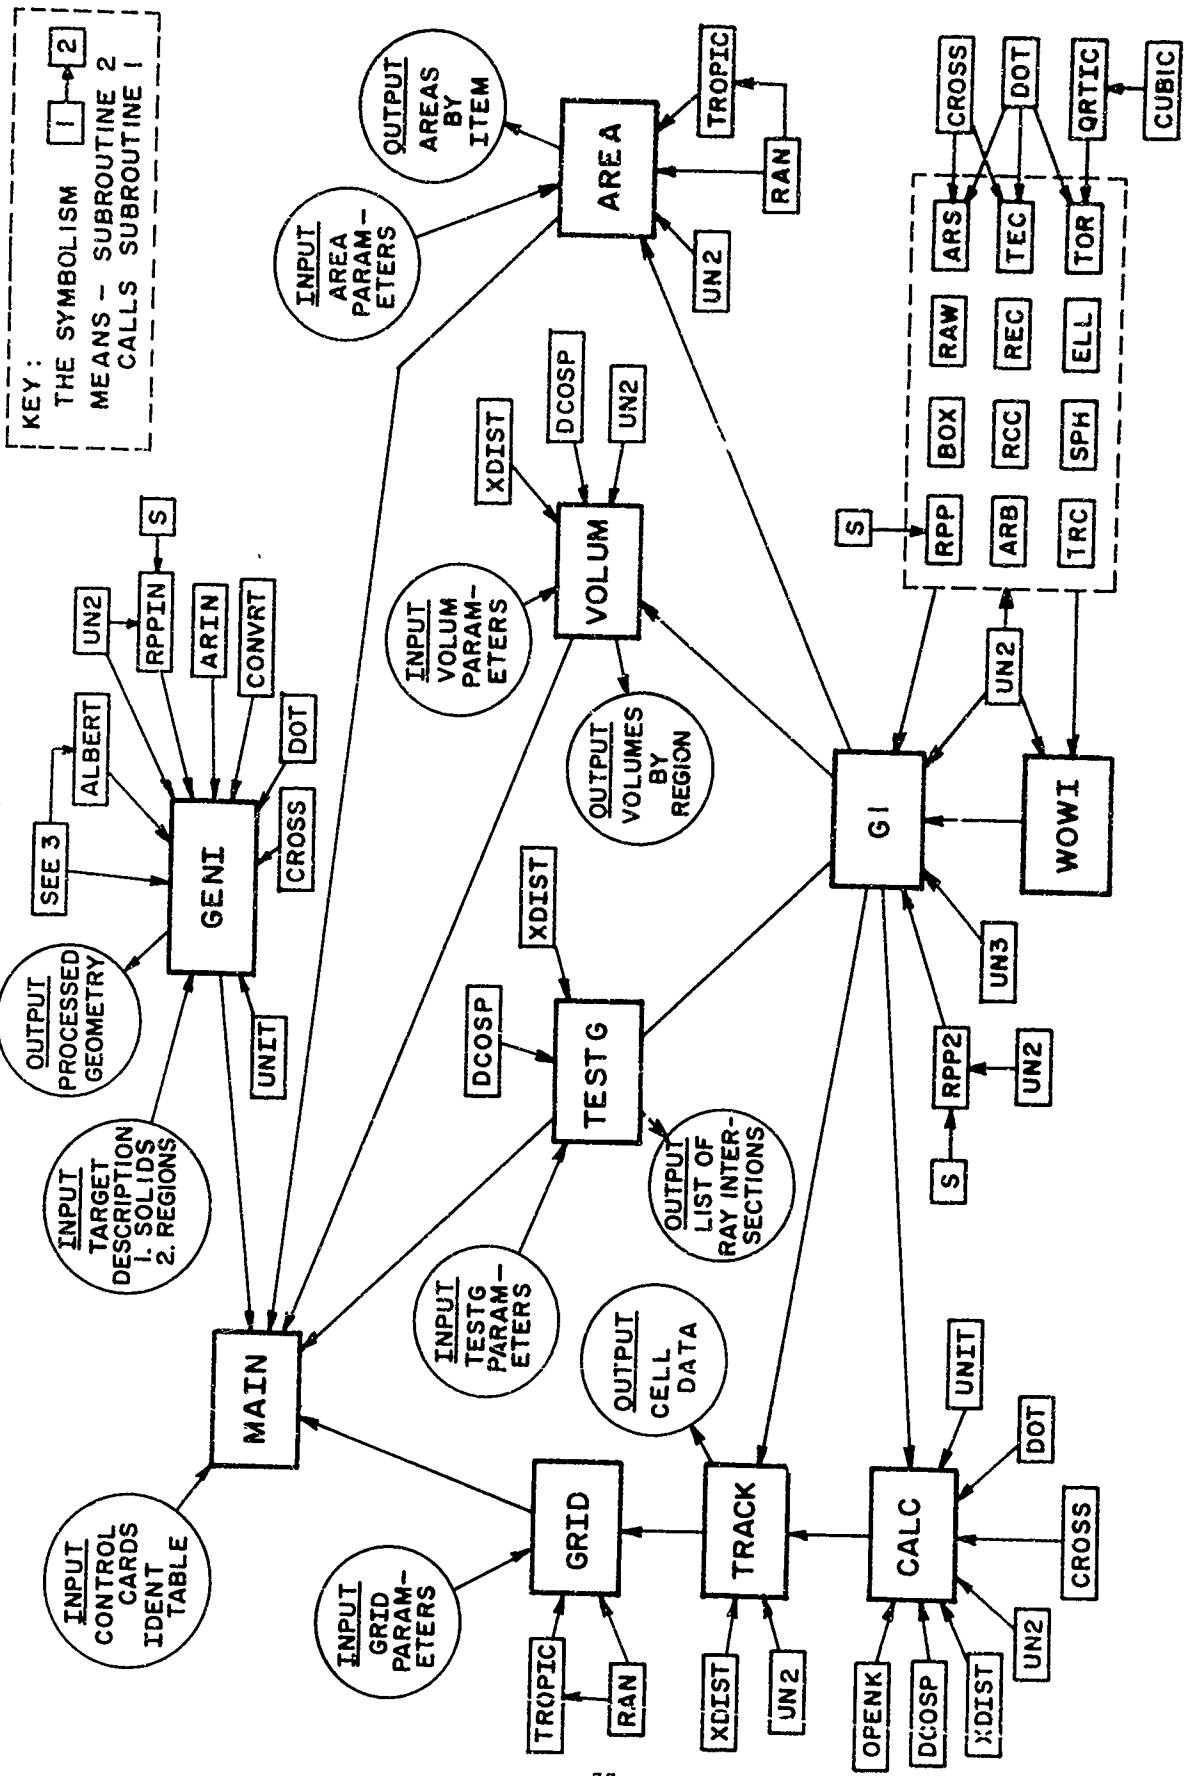 KEY:
THE SYMBOLISM 1 2
MEANS - SUBROUTINE 2
CALLS SUBROUTINE 1
INPUT
CONTROL
CARDS
IDENT
TABLE
MAIN
INPUT
TARGET
DESCRIPTION
1. SOLIDS
2. REGIONS
OUTPUT
PROCESSED
GEOMETRY
SEE 3
ALBERT
UN2
RPPIN
S
ARIN
CONVRT
DOT
CROSS
GENI
UNIT
INPUT
AREA
PARAM-
ETERS
OUTPUT
AREAS
BY
ITEM
AREA
TROPIC
RAN
UN2
INPUT
VOLUM
PARAM-
ETERS
XDIST
DCOSP
UN2
VOLUM
OUTPUT
VOLUMES
BY
REGION
DCOSP
XDIST
TESTG
INPUT
TESTG
PARAM-
ETERS
OUTPUT
LIST OF
RAY INTER-
SECTIONS
INPUT
GRID
PARAM-
ETERS
GRID
TROPIC
RAN
OUTPUT
CELL
DATA
TRACK
XDIST
UN2
CALC
OPENK
DCOSP
XDIST
UN2
CROSS
DOT
UNIT
G1
RPP2
S
UN2
UN3
WOWI
UN2
S
RPP BOX RAW ARS
ARB RCC REC TEC
TRC SPH ELL TOR
CROSS
DOT
QRTIC
CUBIC